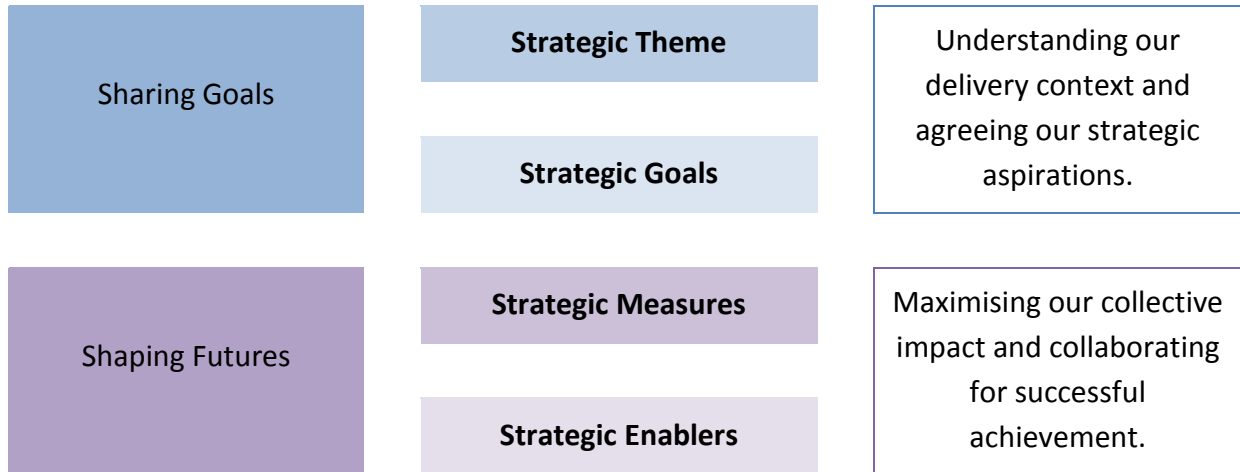 Sharing Goals
Strategic Theme
Strategic Goals
Understanding our
delivery context and
agreeing our strategic
aspirations.
Shaping Futures
Strategic Measures
Strategic Enablers
Maximising our collective
impact and collaborating
for successful
achievement.